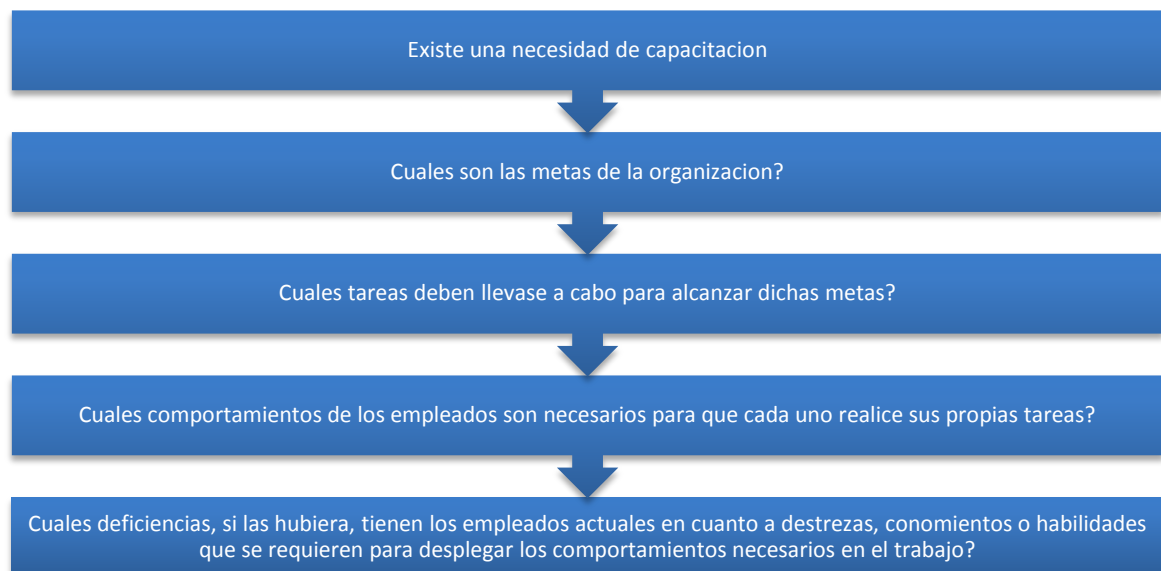 Existe una necesidad de capacitacion
Cuales son las metas de la organizacion?
Cuales tareas deben llevase a cabo para alcanzar dichas metas?
Cuales comportamientos de los empleados son necesarios para que cada uno realice sus propias tareas?
Cuales deficiencias, si las hubiera, tienen los empleados actuales en cuanto a destrezas, conomientos o habilidades
que se requieren para desplegar los comportamientos necesarios en el trabajo?